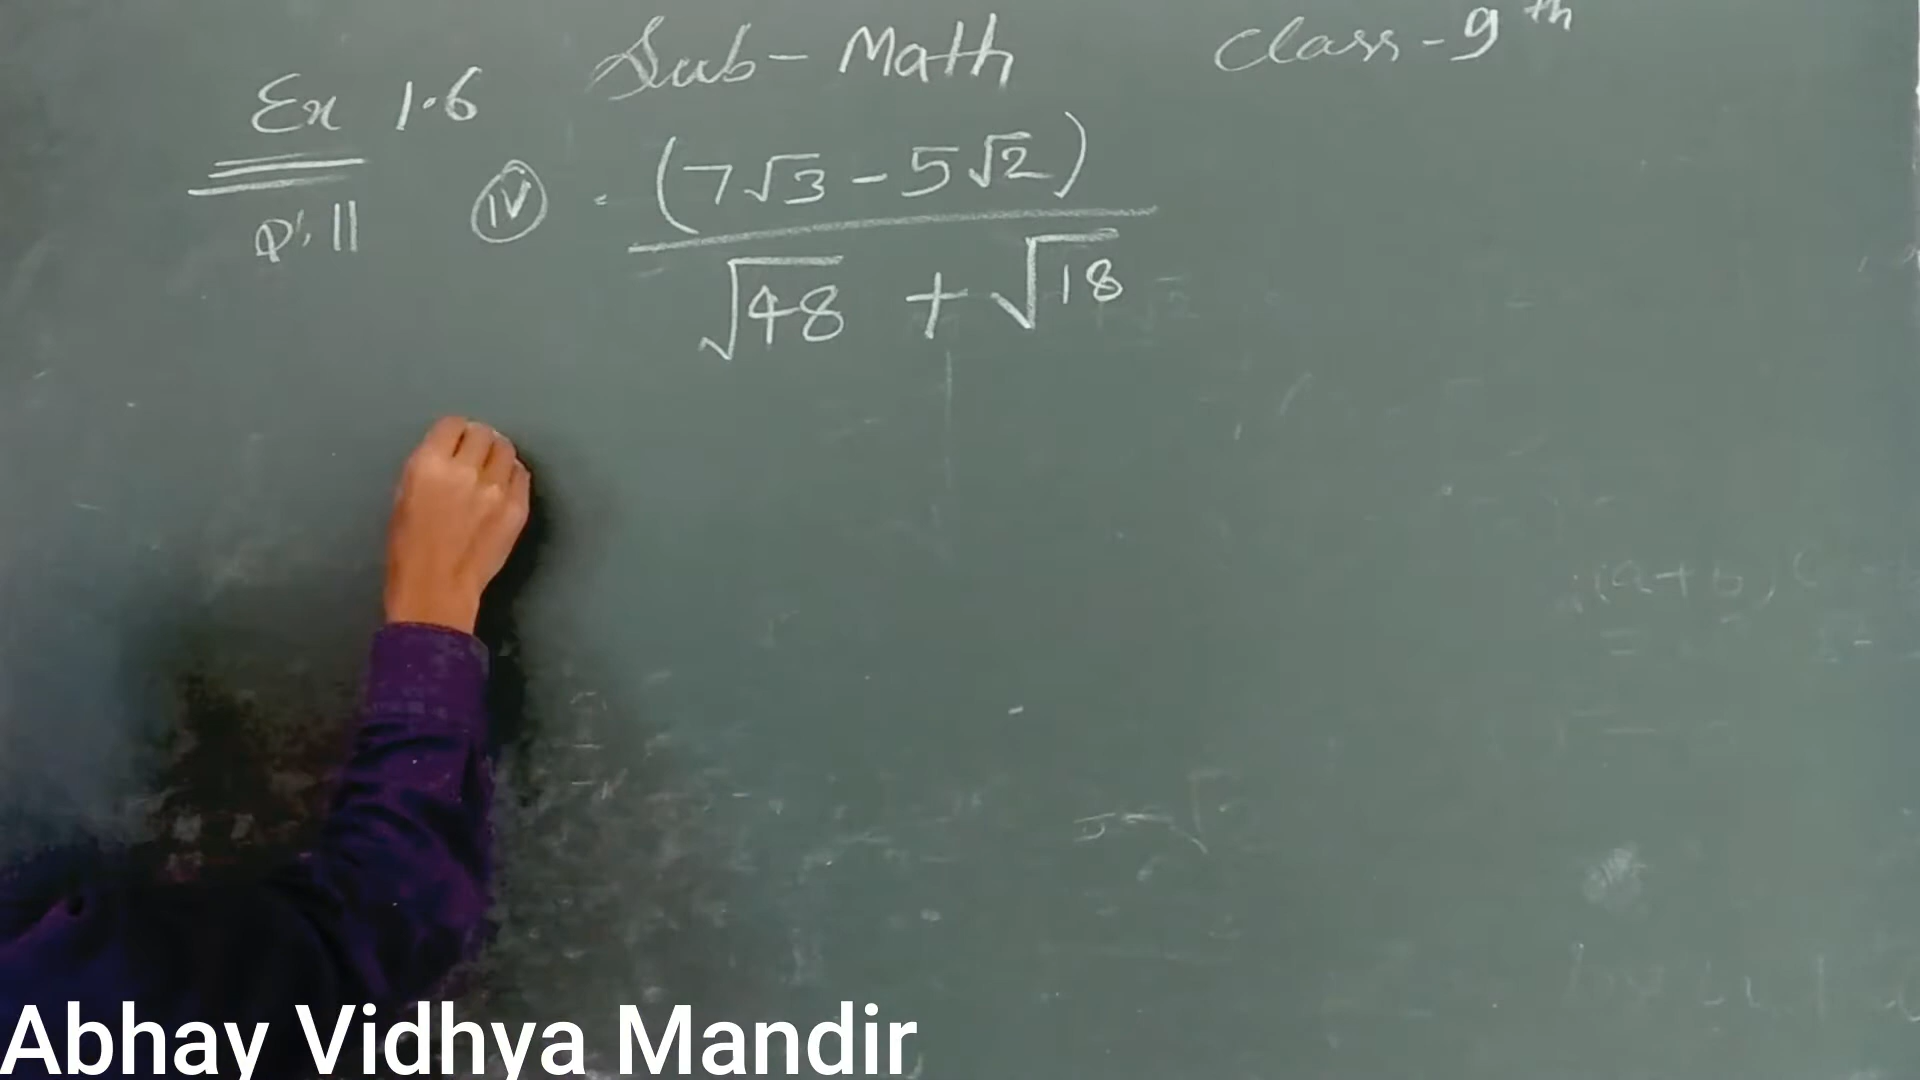 Sub - Math Class - 9th
Ex 1.6
Q. 11 (iv) = (7√3 - 5√2)
√48 + √18
(a+b)(
Abhay Vidhya Mandir